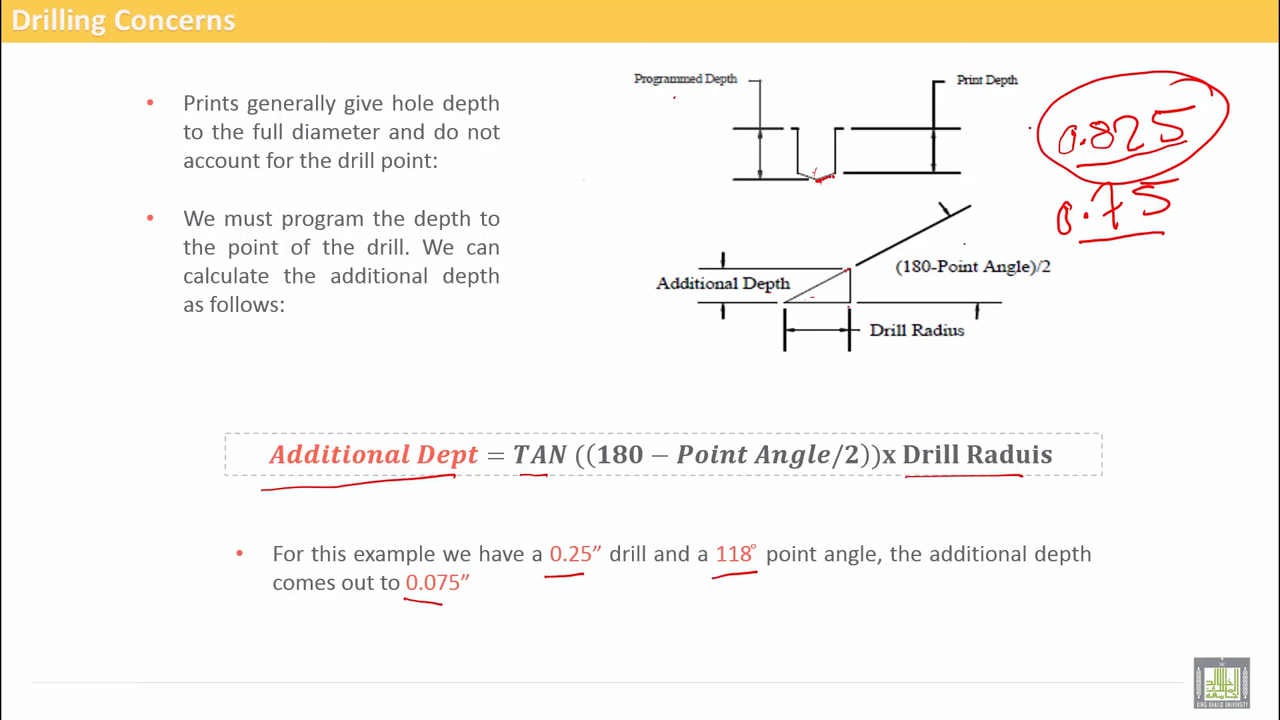 Drilling Concerns
• Prints generally give hole depth
to the full diameter and do not
account for the drill point:
• We must program the depth to
the point of the drill. We can
calculate the additional depth
as follows:
Programmed Depth
Print Depth
0.825
0.75
(180-Point Angle)/2
Additional Depth
Drill Radius
Additional Dept = TAN ((180 − Point Angle/2))x Drill Raduis
• For this example we have a 0.25” drill and a 118° point angle, the additional depth
comes out to 0.075”
KING KHALID UNIVERSITY